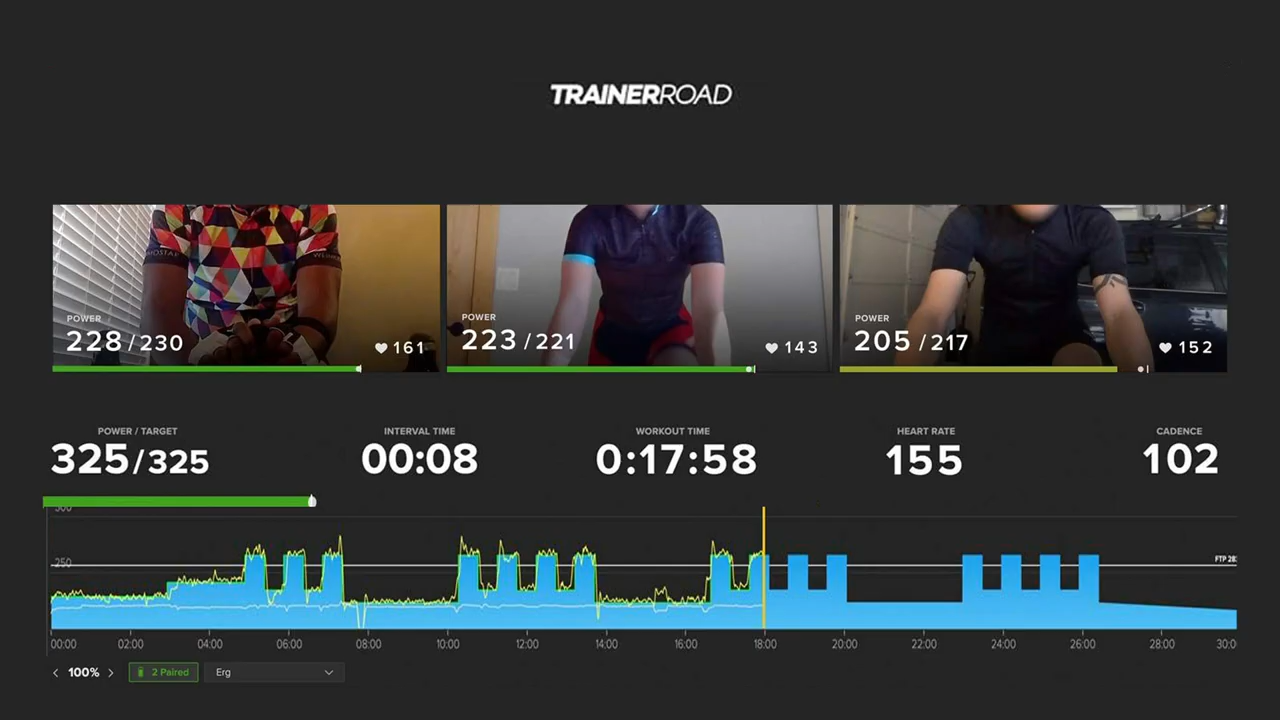 TRAINERROAD
POWER
228 / 230
161
POWER
223 / 221
143
POWER
205 / 217
152
POWER / TARGET
325/325
INTERVAL TIME
00:08
WORKOUT TIME
0:17:58
HEART RATE
155
CADENCE
102
250
00:00 02:00 04:00 06:00 08:00 10:00 12:00 14:00 16:00 18:00 20:00 22:00 24:00 26:00 28:00 30:0
100%
2 Paired
Erg